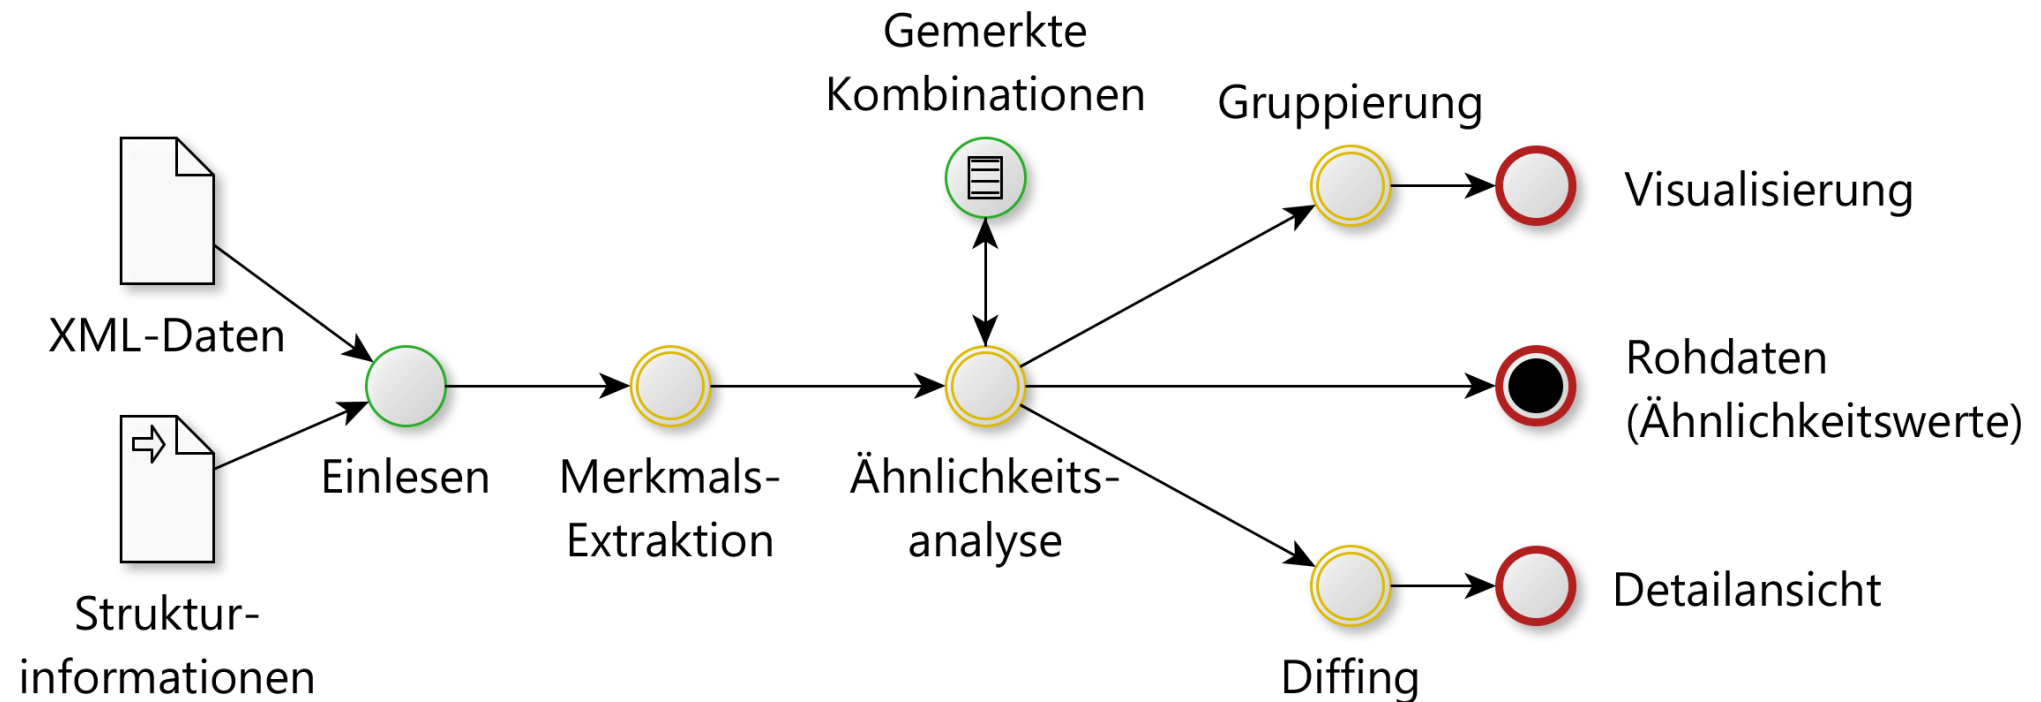 Gemerkte
Kombinationen
Gruppierung
Visualisierung
XML-Daten
Rohdaten
(Ähnlichkeitswerte)
Einlesen
Merkmals-
Extraktion
Ähnlichkeits-
analyse
Struktur-
informationen
Detailansicht
Diffing